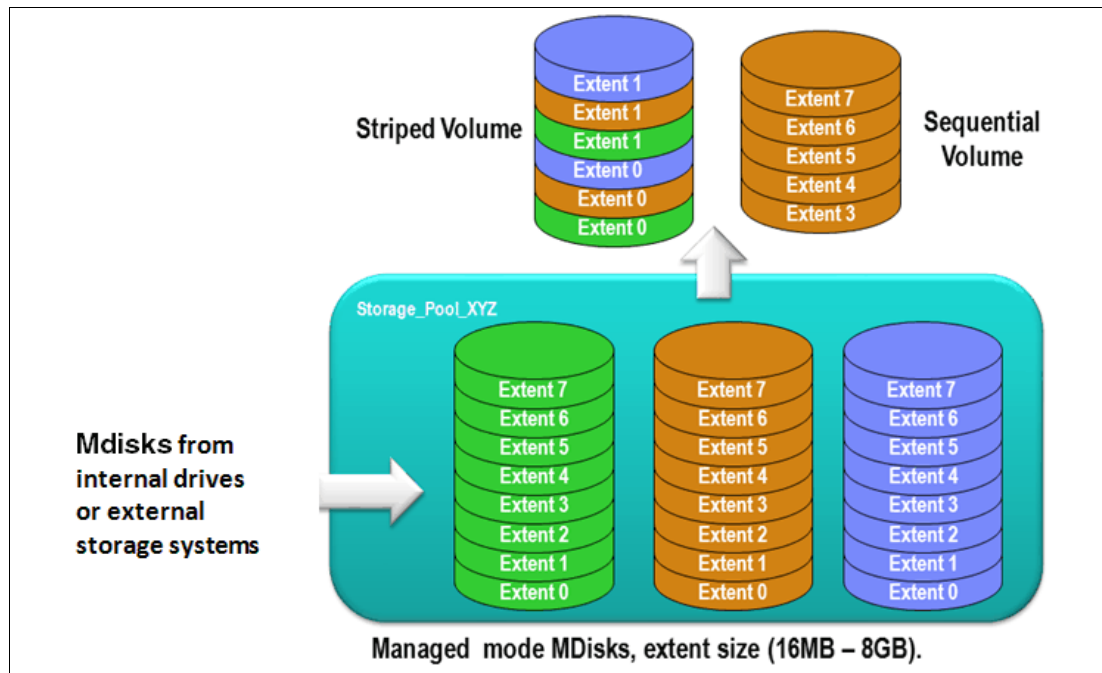 Striped Volume
Extent 1
Extent 1
Extent 1
Extent 0
Extent 0
Extent 0
Extent 7
Extent 6
Extent 5
Extent 4
Extent 3
Sequential
Volume
Storage_Pool_XYZ
Mdisks from
internal drives
or external
storage systems
Extent 7
Extent 6
Extent 5
Extent 4
Extent 3
Extent 2
Extent 1
Extent 0
Extent 7
Extent 6
Extent 5
Extent 4
Extent 3
Extent 2
Extent 1
Extent 0
Extent 7
Extent 6
Extent 5
Extent 4
Extent 3
Extent 2
Extent 1
Extent 0
Managed mode MDisks, extent size (16MB – 8GB).